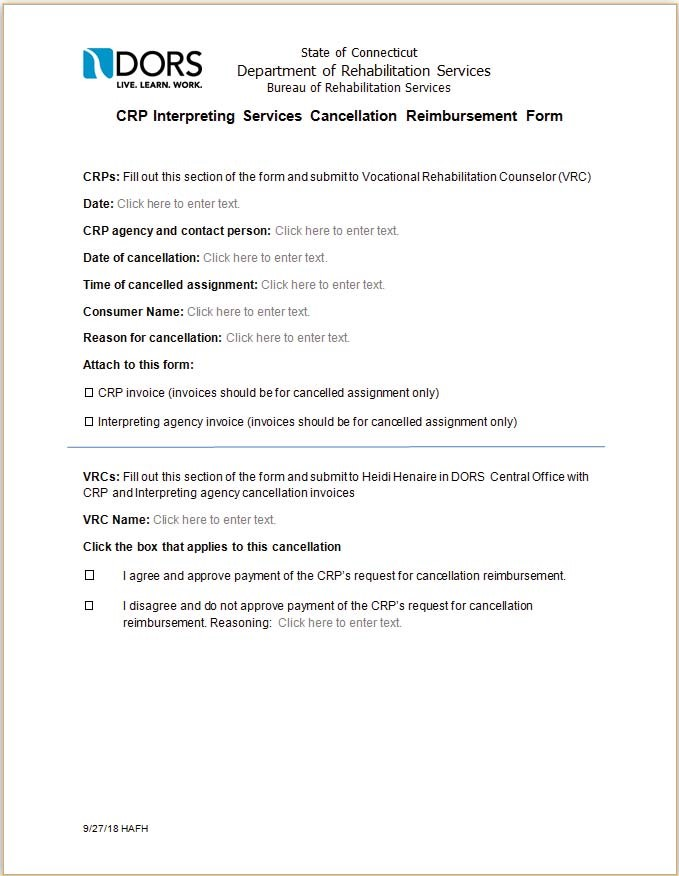 DORS
LIVE. LEARN. WORK.
State of Connecticut
Department of Rehabilitation Services
Bureau of Rehabilitation Services
CRP Interpreting Services Cancellation Reimbursement Form
CRPs: Fill out this section of the form and submit to Vocational Rehabilitation Counselor (VRC)
Date: Click here to enter text.
CRP agency and contact person: Click here to enter text.
Date of cancellation: Click here to enter text.
Time of cancelled assignment: Click here to enter text.
Consumer Name: Click here to enter text.
Reason for cancellation: Click here to enter text.
Attach to this form:
☐ CRP invoice (invoices should be for cancelled assignment only)
☐ Interpreting agency invoice (invoices should be for cancelled assignment only)
VRCs: Fill out this section of the form and submit to Heidi Henaire in DORS Central Office with
CRP and Interpreting agency cancellation invoices
VRC Name: Click here to enter text.
Click the box that applies to this cancellation
☐ I agree and approve payment of the CRP's request for cancellation reimbursement.
☐ I disagree and do not approve payment of the CRP's request for cancellation
reimbursement. Reasoning: Click here to enter text.
9/27/18 HAFH